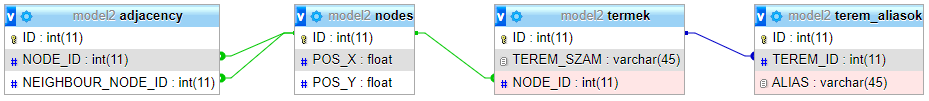 model2 adjacency
ID : int(11)
NODE_ID : int(11)
NEIGHBOUR_NODE_ID : int(11)
model2 nodes
ID : int(11)
POS_X : float
POS_Y : float
model2 termek
ID : int(11)
TEREM_SZAM : varchar(45)
NODE_ID : int(11)
model2 terem_aliasok
ID : int(11)
TEREM_ID : int(11)
ALIAS : varchar(45)